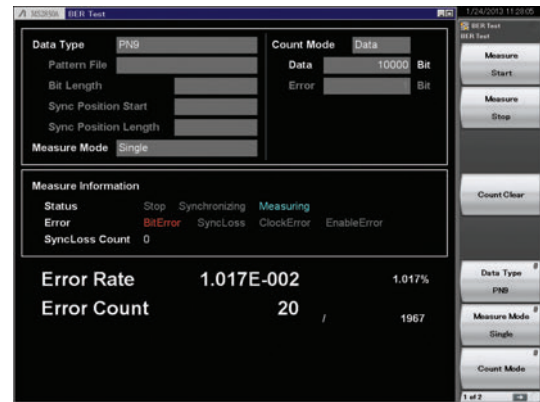 MS2830A BER Test 1/24/2013 11:28:05
BER Test
BER Test
Data Type PN9 Count Mode Data
Pattern File Data 10000 Bit
Bit Length Error Bit
Sync Position Start
Sync Position Length
Measure Mode Single
Measure Information
Status Stop Synchronizing Measuring
Error BitError SyncLoss ClockError EnableError
SyncLoss Count 0
Error Rate 1.017E-002 1.017%
Error Count 20 / 1967
Measure
Start
Measure
Stop
Count Clear
Data Type
PN9
Measure Mode
Single
Count Mode
1 of 2